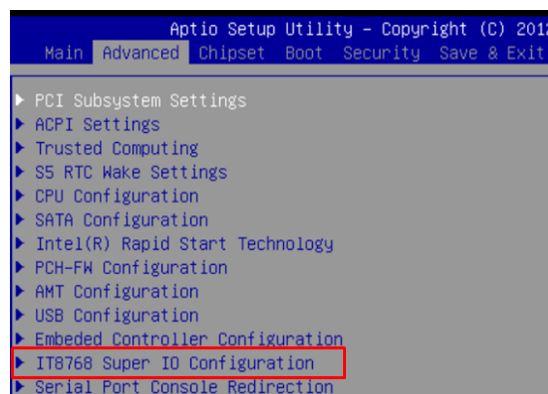 Aptio Setup Utility – Copyright (C) 2012
Main Advanced Chipset Boot Security Save & Exit
PCI Subsystem Settings
ACPI Settings
Trusted Computing
S5 RTC Wake Settings
CPU Configuration
SATA Configuration
Intel(R) Rapid Start Technology
PCH-FW Configuration
AMT Configuration
USB Configuration
Embeded Controller Configuration
IT8768 Super IO Configuration
Serial Port Console Redirection